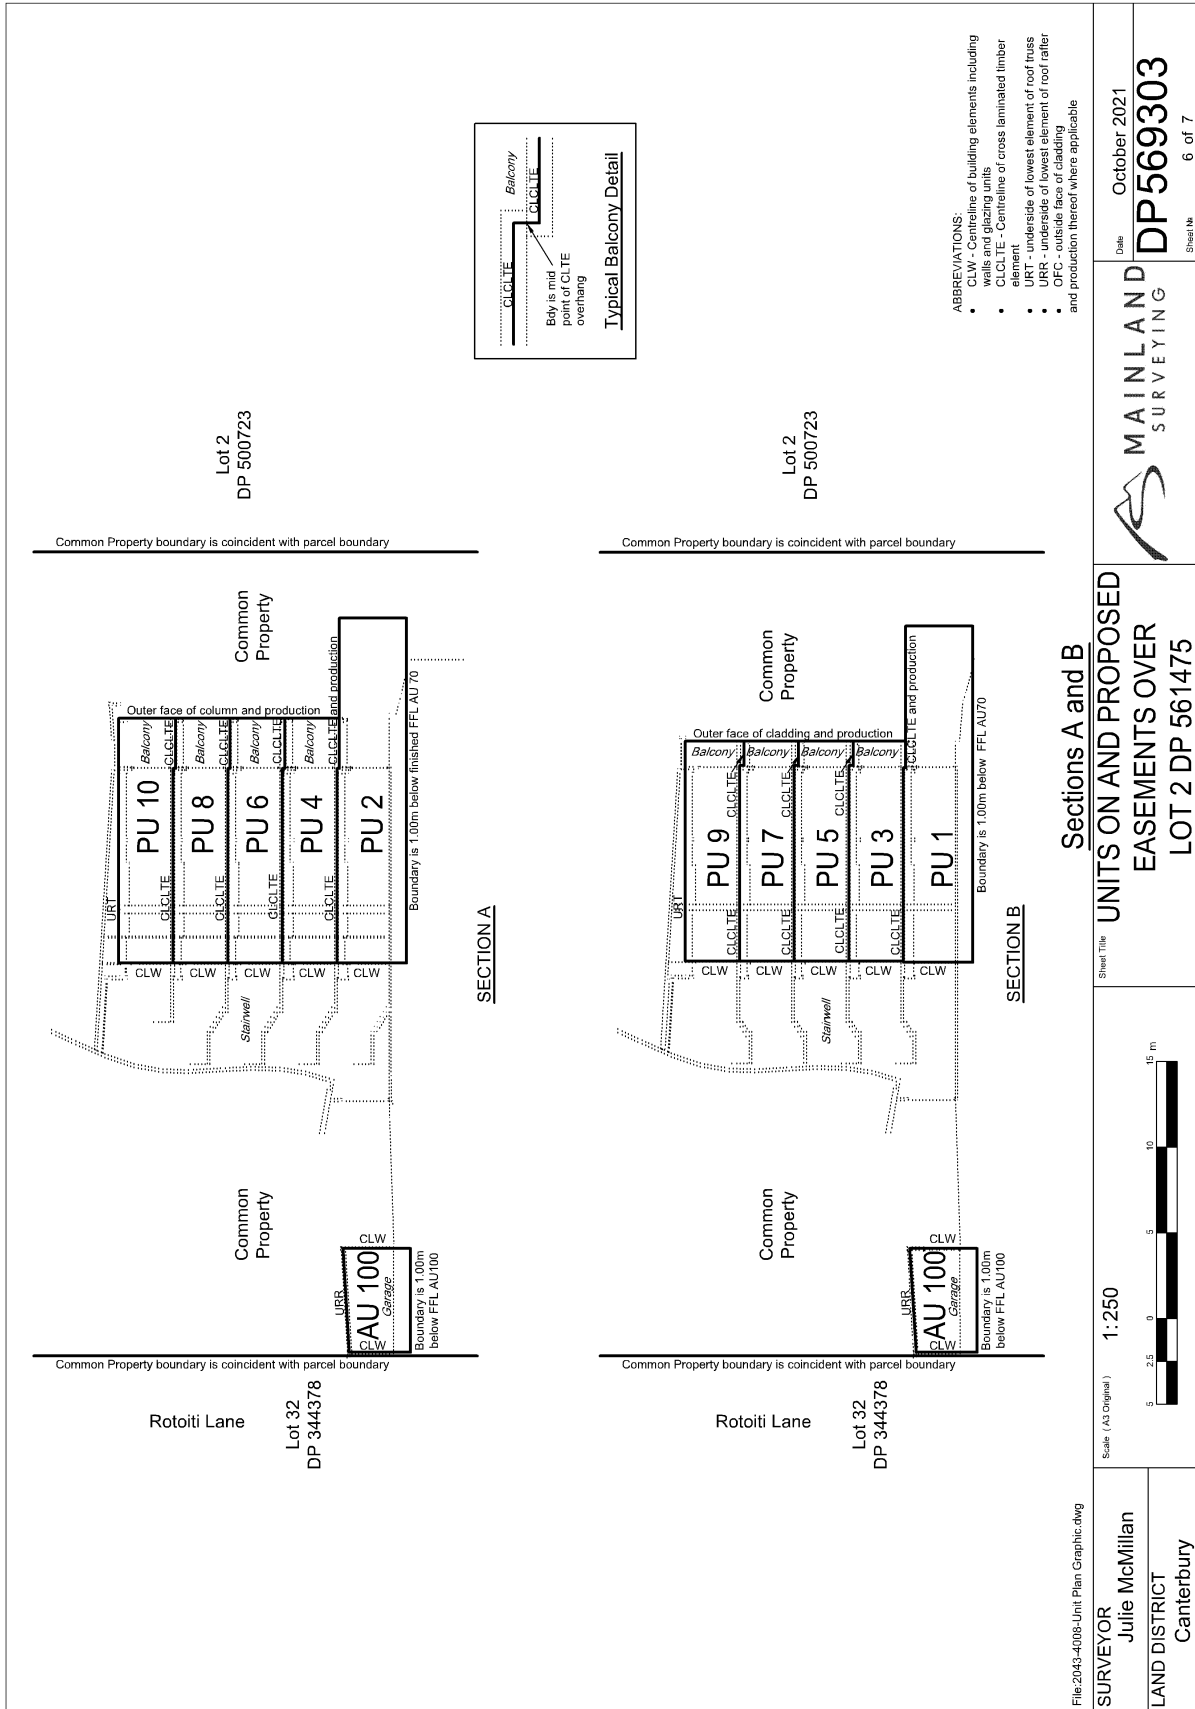 Common Property boundary is coincident with parcel boundary
Rotoiti Lane
Lot 32
DP 344378
Common
Property
URR
CLW
AU 100
Garage
CLW
Boundary is 1.00m
below FFL AU100
Stairwell
URT
CLW
CLW
CLW
CLW
CLW
PU 10
PU 8
PU 6
PU 4
PU 2
CLCLTE
CLCLTE
CLCLTE
CLCLTE
Balcony
Balcony
Balcony
Balcony
CLCLTE
CLCLTE
CLCLTE
CLCLTE and production
Outer face of column and production
Boundary is 1.00m below finished FFL AU 70
Common
Property
Common Property boundary is coincident with parcel boundary
Lot 2
DP 500723
SECTION A
CLCLTE
Balcony
CLCLTE
Bdy is mid
point of CLTE
overhang
Typical Balcony Detail
Common Property boundary is coincident with parcel boundary
Rotoiti Lane
Lot 32
DP 344378
Common
Property
URR
CLW
AU 100
Garage
CLW
Boundary is 1.00m
below FFL AU100
Stairwell
URT
CLW
CLW
CLW
CLW
CLW
PU 9
PU 7
PU 5
PU 3
PU 1
CLCLTE
CLCLTE
CLCLTE
CLCLTE
CLCLTE
CLCLTE
CLCLTE
Balcony
Balcony
Balcony
Balcony
CLCLTE and production
Outer face of cladding and production
Boundary is 1.00m below FFL AU70
Common
Property
Common Property boundary is coincident with parcel boundary
Lot 2
DP 500723
SECTION B
ABBREVIATIONS:
• CLW - Centreline of building elements including
walls and glazing units
• CLCLTE - Centreline of cross laminated timber
element
• URT - underside of lowest element of roof truss
• URR - underside of lowest element of roof rafter
• OFC - outside face of cladding
and production thereof where applicable
Sections A and B
File:2043-4008-Unit Plan Graphic.dwg
SURVEYOR
Julie McMillan
LAND DISTRICT
Canterbury
Scale ( A3 Original )
1:250
5 2.5 0 5 10 15 m
Sheet Title
UNITS ON AND PROPOSED
EASEMENTS OVER
LOT 2 DP 561475
MAINLAND
SURVEYING
Date
October 2021
DP569303
Sheet No
6 of 7